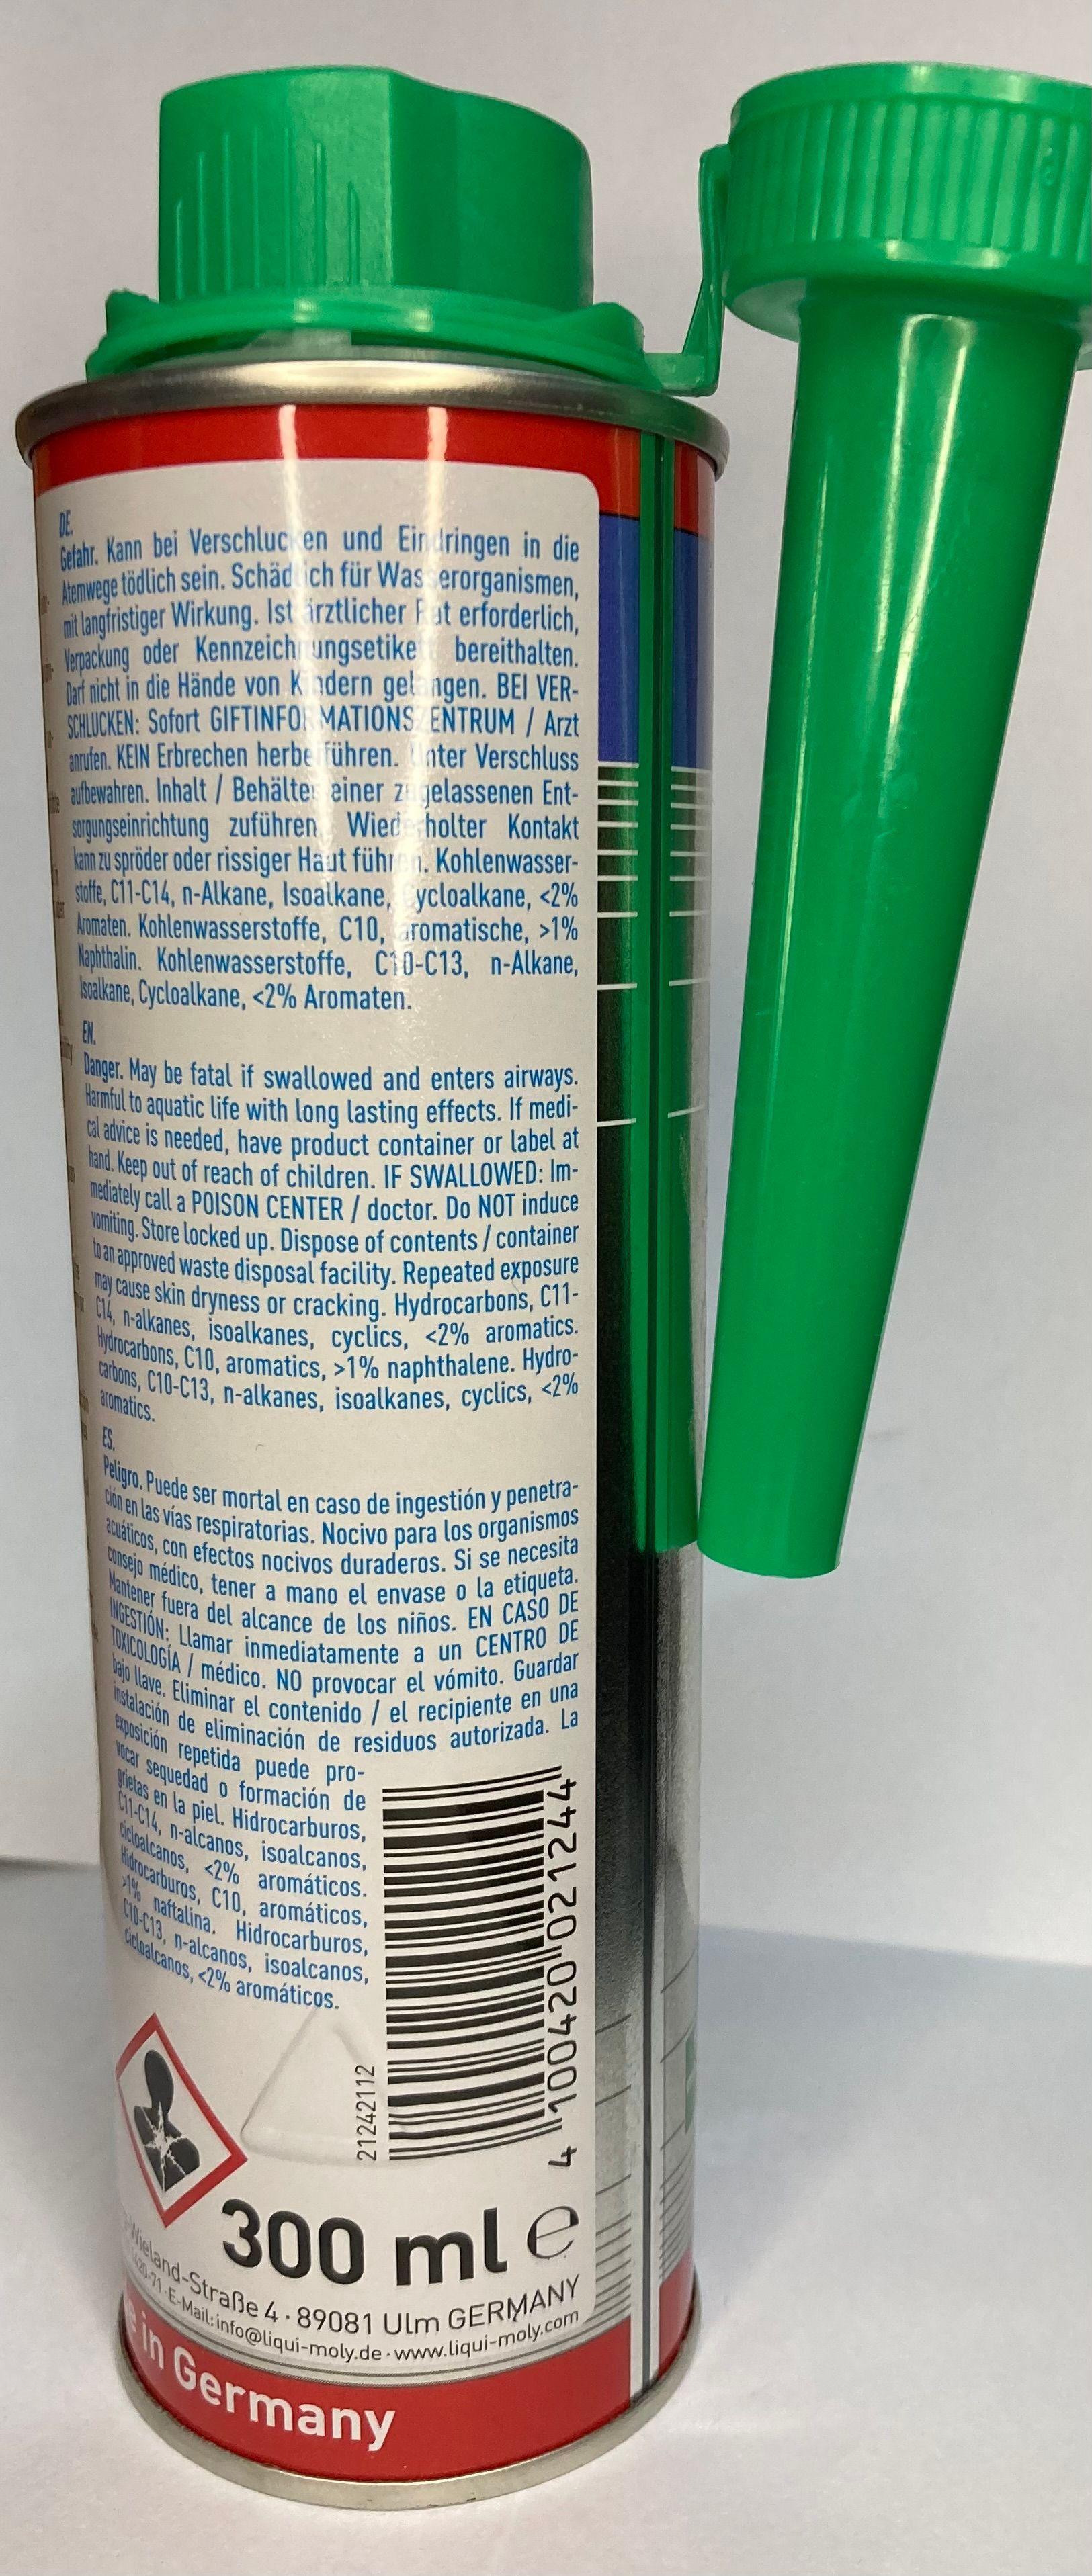 DE.
Gefahr. Kann bei Verschlucken und Eindringen in die
Atemwege tödlich sein. Schädlich für Wasserorganismen,
mit langfristiger Wirkung. Ist ärztlicher Rat erforderlich,
Verpackung oder Kennzeichnungsetikett bereithalten.
Darf nicht in die Hände von Kindern gelangen. BEI VER-
SCHLUCKEN: Sofort GIFTINFORMATIONSZENTRUM / Arzt
anrufen. KEIN Erbrechen herbeiführen. Unter Verschluss
aufbewahren. Inhalt / Behälter einer zugelassenen Ent-
sorgungseinrichtung zuführen. Wiederholter Kontakt
kann zu spröder oder rissiger Haut führen. Kohlenwasser-
stoffe, C11-C14, n-Alkane, Isoalkane, Cycloalkane, <2%
Aromaten. Kohlenwasserstoffe, C10, aromatische, >1%
Naphthalin. Kohlenwasserstoffe, C10-C13, n-Alkane,
Isoalkane, Cycloalkane, <2% Aromaten.
EN.
Danger. May be fatal if swallowed and enters airways.
Harmful to aquatic life with long lasting effects. If medi-
cal advice is needed, have product container or label at
hand. Keep out of reach of children. IF SWALLOWED: Im-
mediately call a POISON CENTER / doctor. Do NOT induce
vomiting. Store locked up. Dispose of contents / container
to an approved waste disposal facility. Repeated exposure
may cause skin dryness or cracking. Hydrocarbons, C11-
C14, n-alkanes, isoalkanes, cyclics, <2% aromatics.
Hydrocarbons, C10, aromatics, >1% naphthalene. Hydro-
carbons, C10-C13, n-alkanes, isoalkanes, cyclics, <2%
aromatics.
ES.
Peligro. Puede ser mortal en caso de ingestión y penetra-
ción en las vías respiratorias. Nocivo para los organismos
acuáticos, con efectos nocivos duraderos. Si se necesita
consejo médico, tener a mano el envase o la etiqueta.
Mantener fuera del alcance de los niños. EN CASO DE
INGESTIÓN: Llamar inmediatamente a un CENTRO DE
TOXICOLOGÍA / médico. NO provocar el vómito. Guardar
bajo llave. Eliminar el contenido / el recipiente en una
instalación de eliminación de residuos autorizada. La
exposición repetida puede pro-
vocar sequedad o formación de
grietas en la piel. Hidrocarburos,
C11-C14, n-alcanos, isoalcanos,
cicloalcanos, <2% aromáticos.
Hidrocarburos, C10, aromáticos,
>1% naftalina. Hidrocarburos,
C10-C13, n-alcanos, isoalcanos,
cicloalcanos, <2% aromáticos.
21242112
4 100420 021244
300 ml e
-Wieland-Straße 4 · 89081 Ulm GERMANY
E-Mail: info@liqui-moly.de · www.liqui-moly.com
in Germany